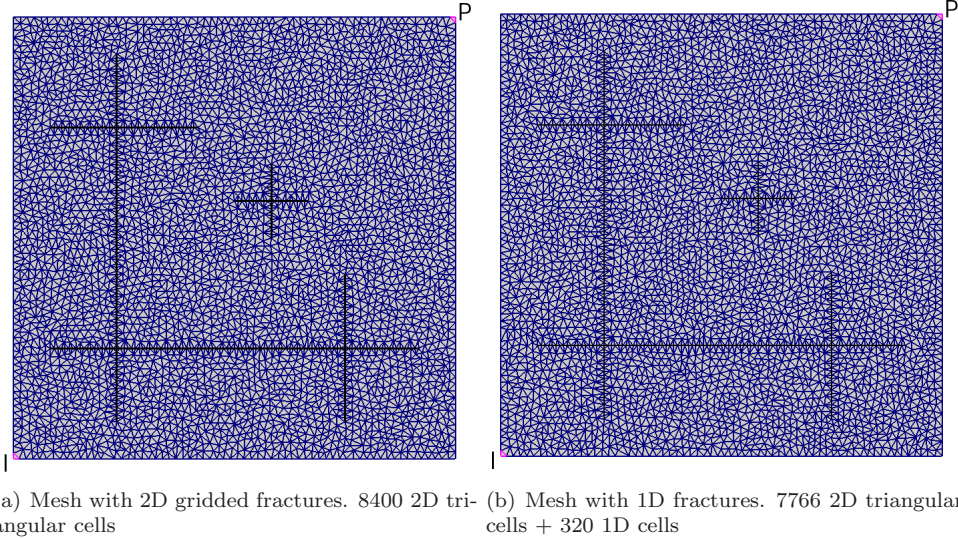 P
P
I
I
a) Mesh with 2D gridded fractures. 8400 2D tri-
angular cells
(b) Mesh with 1D fractures. 7766 2D triangular
cells + 320 1D cells